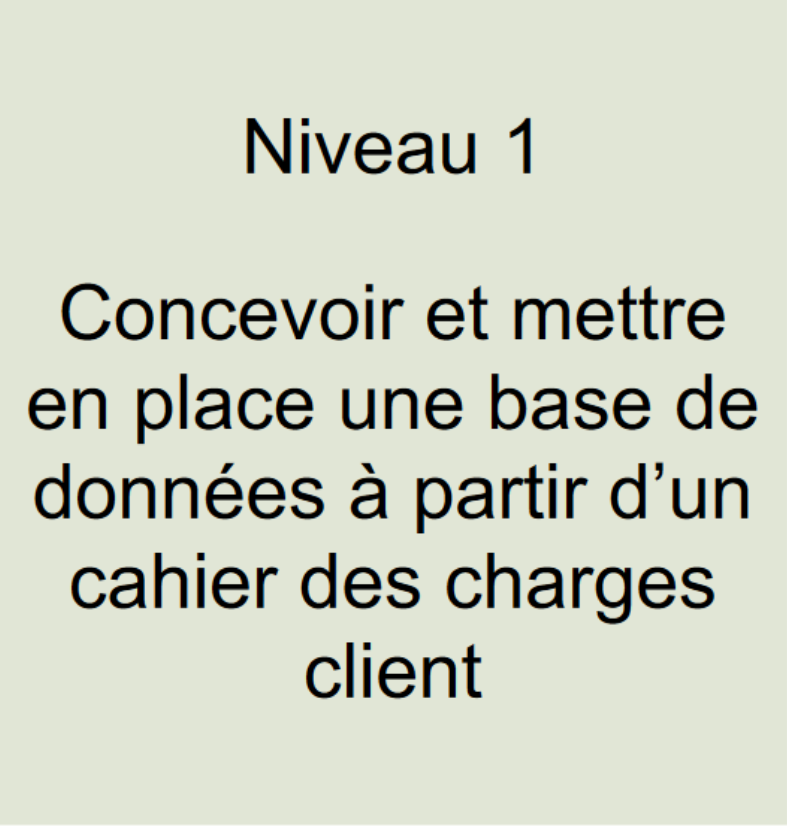 Niveau 1
Concevoir et mettre
en place une base de
données à partir d’un
cahier des charges
client